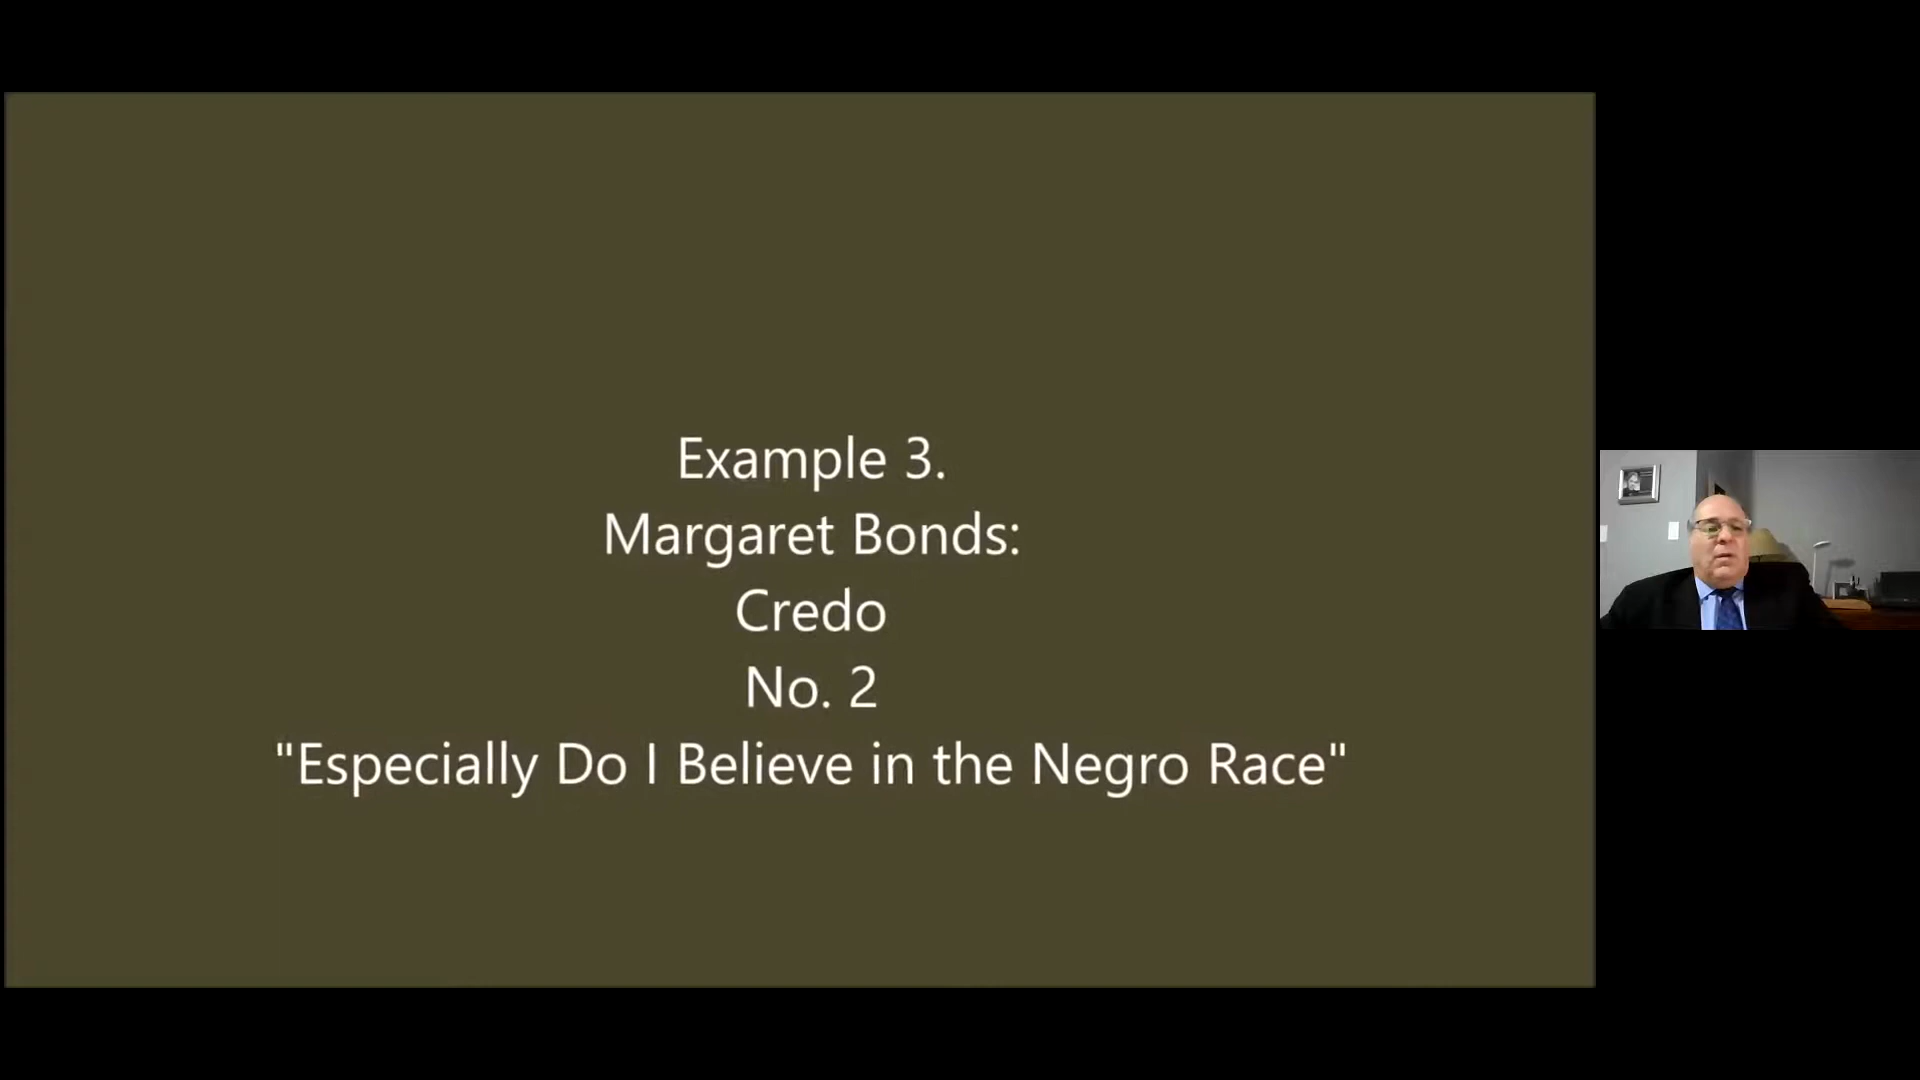 Example 3.
Margaret Bonds:
Credo
No. 2
"Especially Do I Believe in the Negro Race"